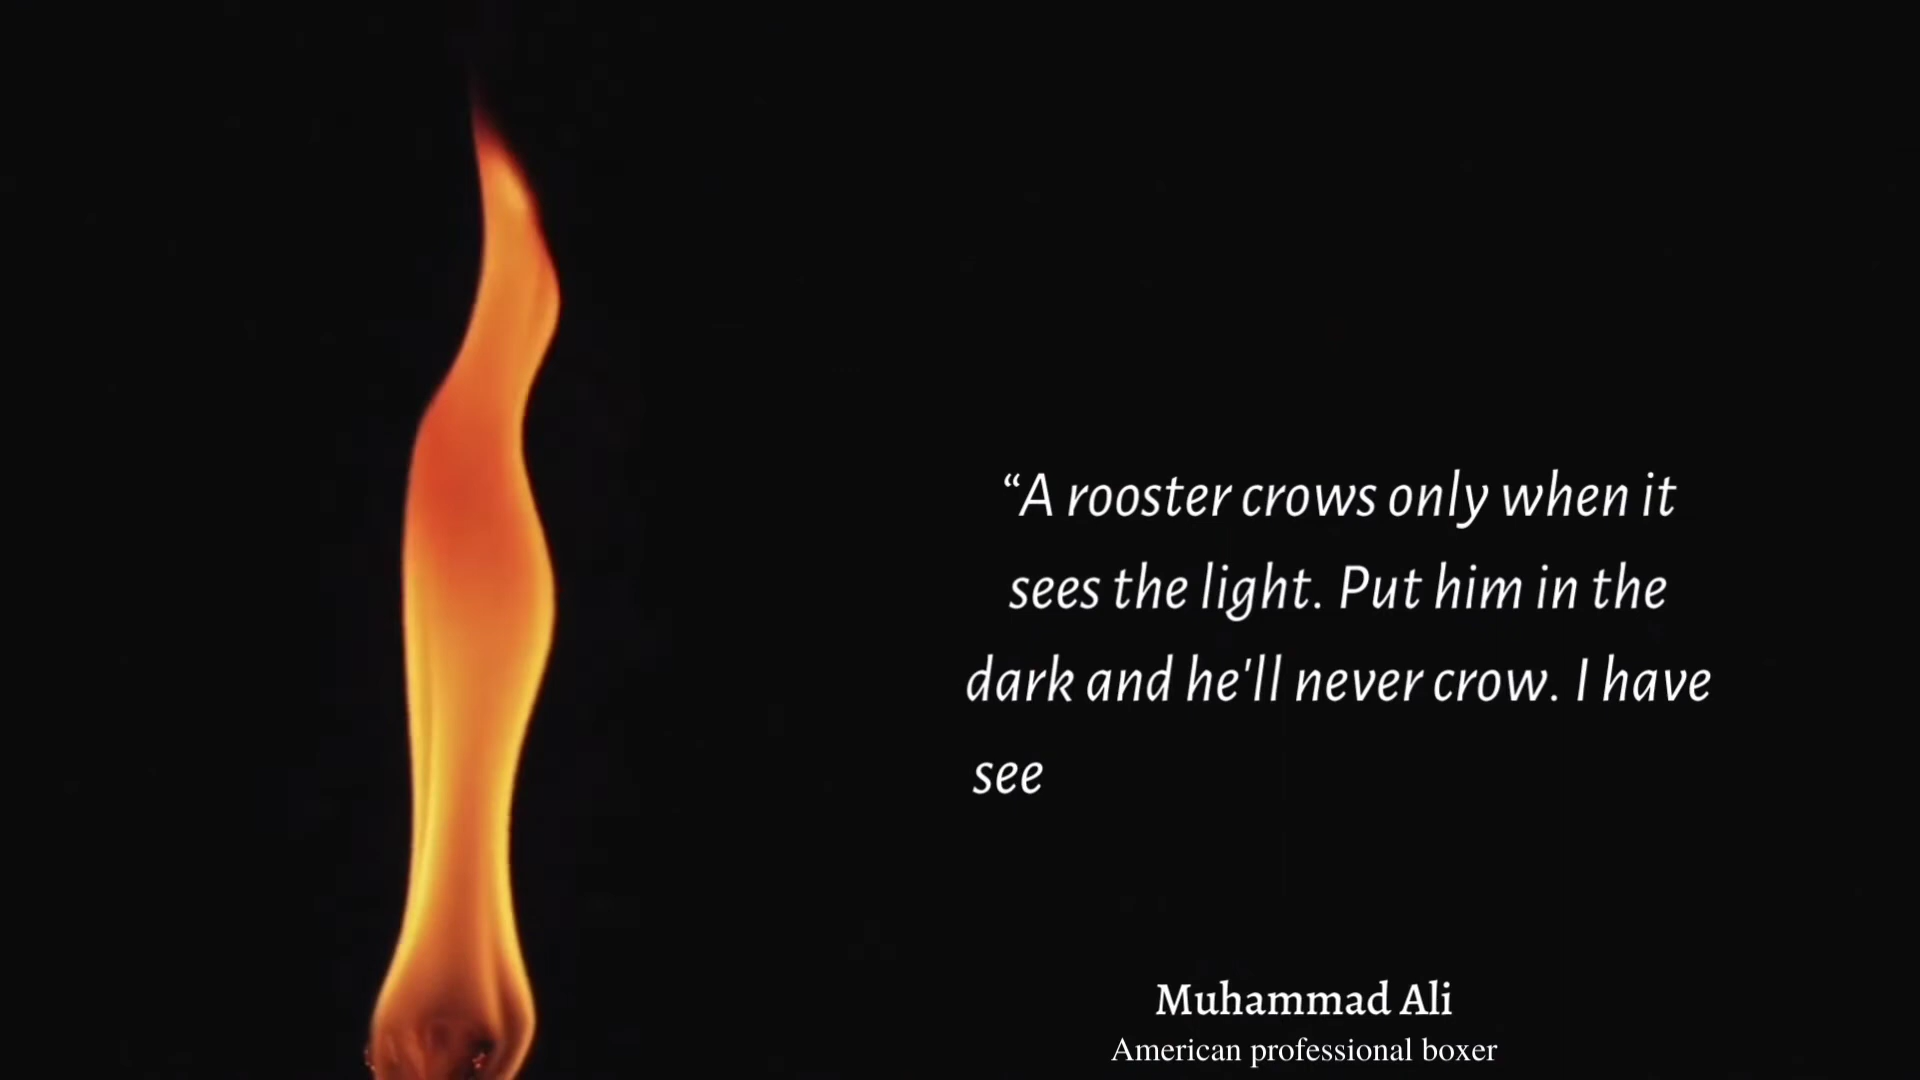 “A rooster crows only when it
sees the light. Put him in the
dark and he'll never crow. I have
see
Muhammad Ali
American professional boxer